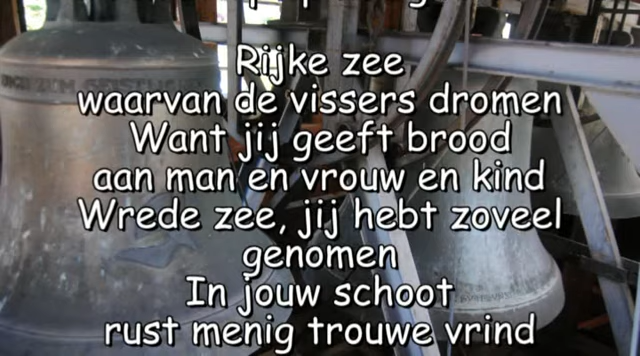 Rijke zee
waarvan de vissers dromen
Want jij geeft brood
aan man en vrouw en kind
Wrede zee, jij hebt zoveel
genomen
In jouw schoot
rust menig trouwe vrind